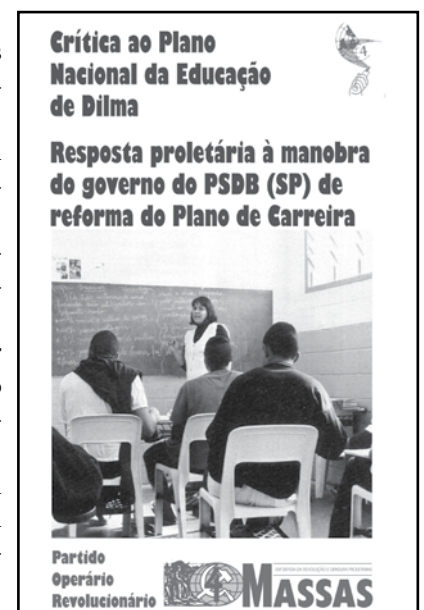 Crítica ao Plano
Nacional da Educação
de Dilma
Resposta proletária à manobra
do governo do PSDB (SP) de
reforma do Plano de Carreira
Partido
Operário
Revolucionário
4
MASSAS